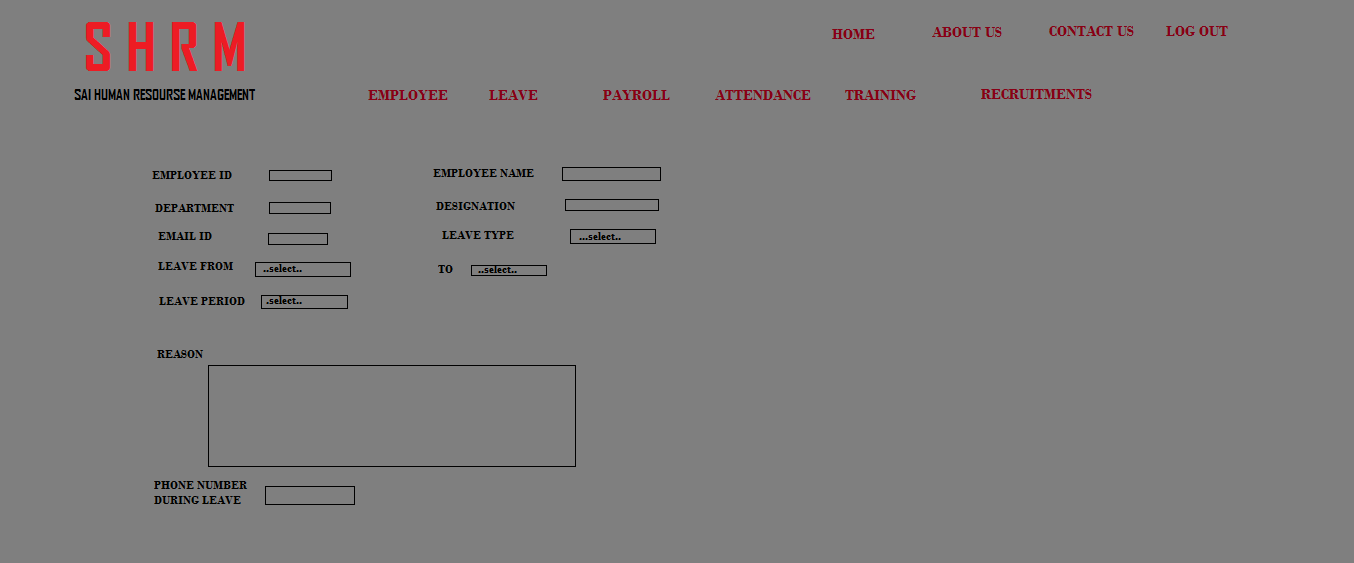 S H R M
HOME ABOUT US CONTACT US LOG OUT
SAI HUMAN RESOURSE MANAGEMENT
EMPLOYEE LEAVE PAYROLL ATTENDANCE TRAINING RECRUITMENTS
EMPLOYEE ID EMPLOYEE NAME
DEPARTMENT DESIGNATION
EMAIL ID LEAVE TYPE ...select..
LEAVE FROM ..select.. TO ..select..
LEAVE PERIOD .select..
REASON
PHONE NUMBER
DURING LEAVE